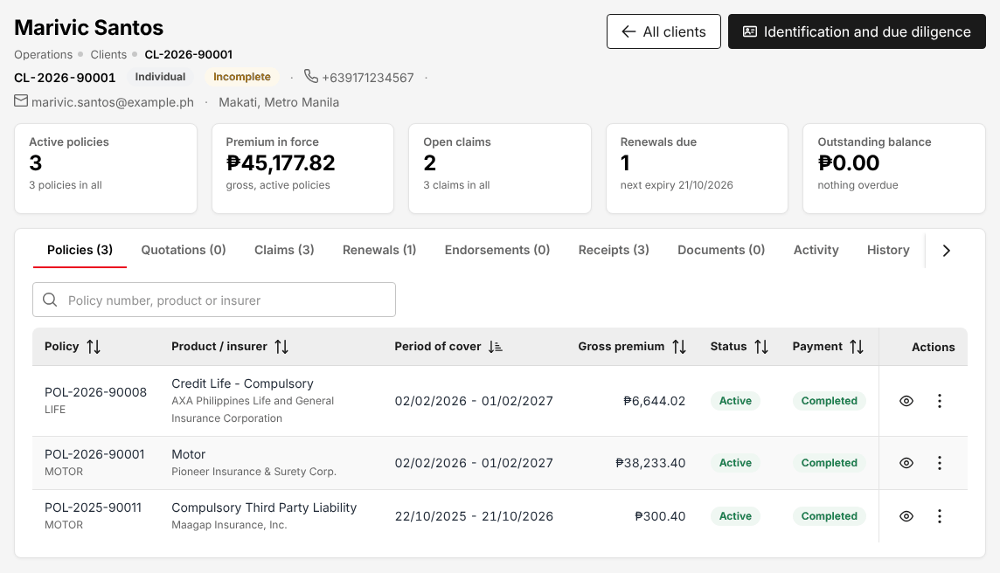 Marivic Santos
All clients
Identification and due diligence
Operations Clients CL-2026-90001
CL-2026-90001 Individual Incomplete · +639171234567 ·
marivic.santos@example.ph · Makati, Metro Manila
Active policies
3
3 policies in all
Premium in force
₱45,177.82
gross, active policies
Open claims
2
3 claims in all
Renewals due
1
next expiry 21/10/2026
Outstanding balance
₱0.00
nothing overdue
Policies (3) Quotations (0) Claims (3) Renewals (1) Endorsements (0) Receipts (3) Documents (0) Activity History
Policy number, product or insurer
Policy Product / insurer Period of cover Gross premium Status Payment Actions
POL-2026-90008
LIFE
Credit Life - Compulsory
AXA Philippines Life and General
Insurance Corporation
02/02/2026 - 01/02/2027
₱6,644.02
Active
Completed
POL-2026-90001
MOTOR
Motor
Pioneer Insurance & Surety Corp.
02/02/2026 - 01/02/2027
₱38,233.40
Active
Completed
POL-2025-90011
MOTOR
Compulsory Third Party Liability
Maagap Insurance, Inc.
22/10/2025 - 21/10/2026
₱300.40
Active
Completed